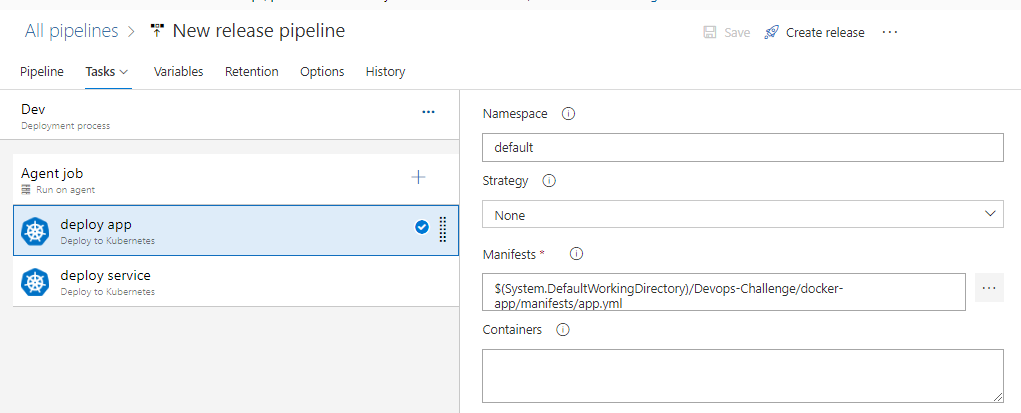 All pipelines > New release pipeline
Save Create release ...
Pipeline Tasks Variables Retention Options History
Dev
Deployment process
...
Agent job
Run on agent
deploy app
Deploy to Kubernetes
deploy service
Deploy to Kubernetes
Namespace
default
Strategy
None
Manifests *
$(System.DefaultWorkingDirectory)/Devops-Challenge/docker-
app/manifests/app.yml
...
Containers